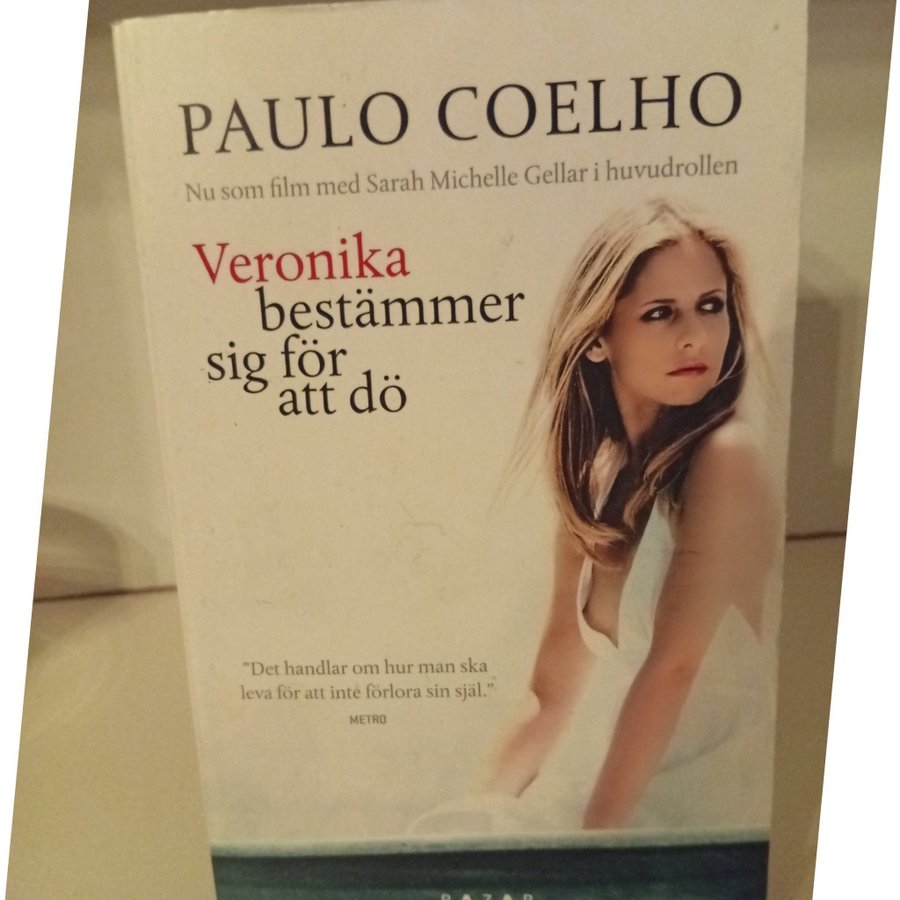 PAULO COELHO
Nu som film med Sarah Michelle Gellar i huvudrollen
Veronika
bestämmer
sig för
att dö
"Det handlar om hur man ska
leva för att inte förlora sin själ."
METRO
BAZAR